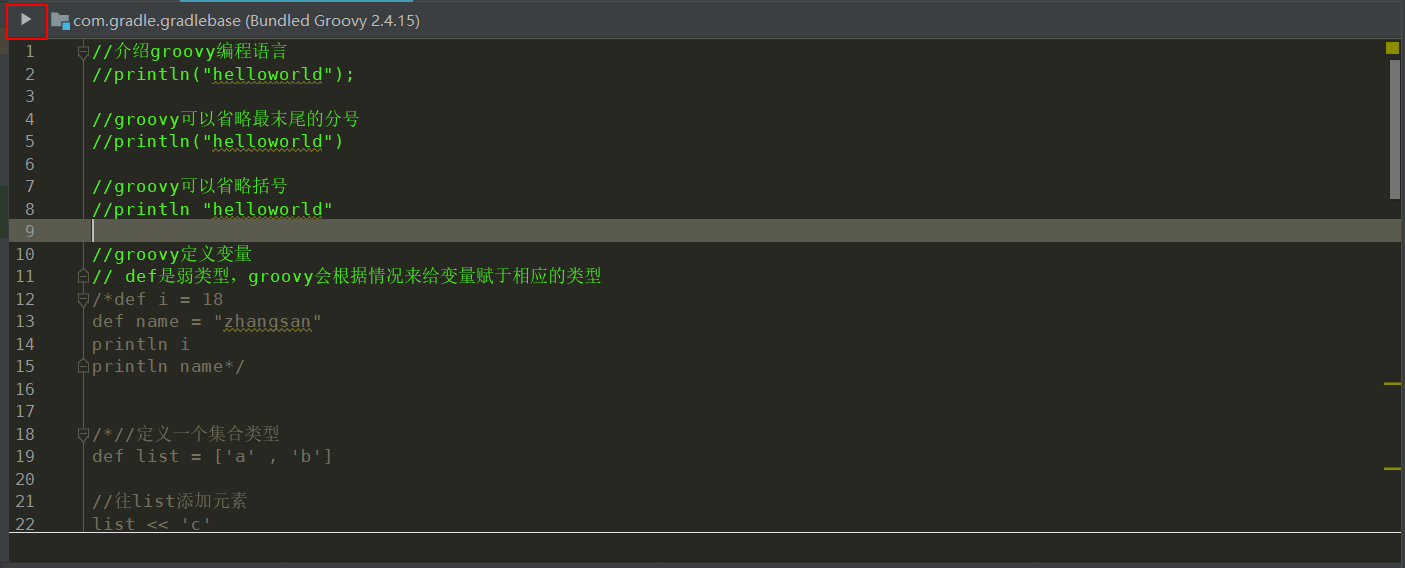 com.gradle.gradlebase (Bundled Groovy 2.4.15)
1 //介绍groovy编程语言
2 //println("helloworld");
3
4 //groovy可以省略最末尾的分号
5 //println("helloworld")
6
7 //groovy可以省略括号
8 //println "helloworld"
9
10 //groovy定义变量
11 // def是弱类型，groovy会根据情况来给变量赋于相应的类型
12 /*def i = 18
13 def name = "zhangsan"
14 println i
15 println name*/
16
17
18 /*//定义一个集合类型
19 def list = ['a' , 'b']
20
21 //往list添加元素
22 list << 'c'